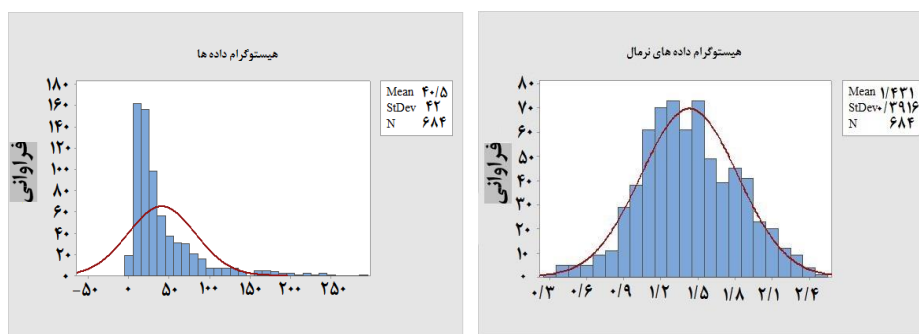 هیستوگرام داده ها
فراوانی
۱۸۰
۱۶۰
۱۴۰
۱۲۰
۱۰۰
۸۰
۶۰
۴۰
۲۰
۰
-۵۰ ۰ ۵۰ ۱۰۰ ۱۵۰ ۲۰۰ ۲۵۰
Mean ۴۰/۵
StDev ۴۲
N ۶۸۴
هیستوگرام داده های نرمال
فراوانی
۸۰
۷۰
۶۰
۵۰
۴۰
۳۰
۲۰
۱۰
۰
۰/۳ ۰/۶ ۰/۹ ۱/۲ ۱/۵ ۱/۸ ۲/۱ ۲/۴
Mean ۱/۴۳۱
StDev ۰/۳۹۱۶
N ۶۸۴